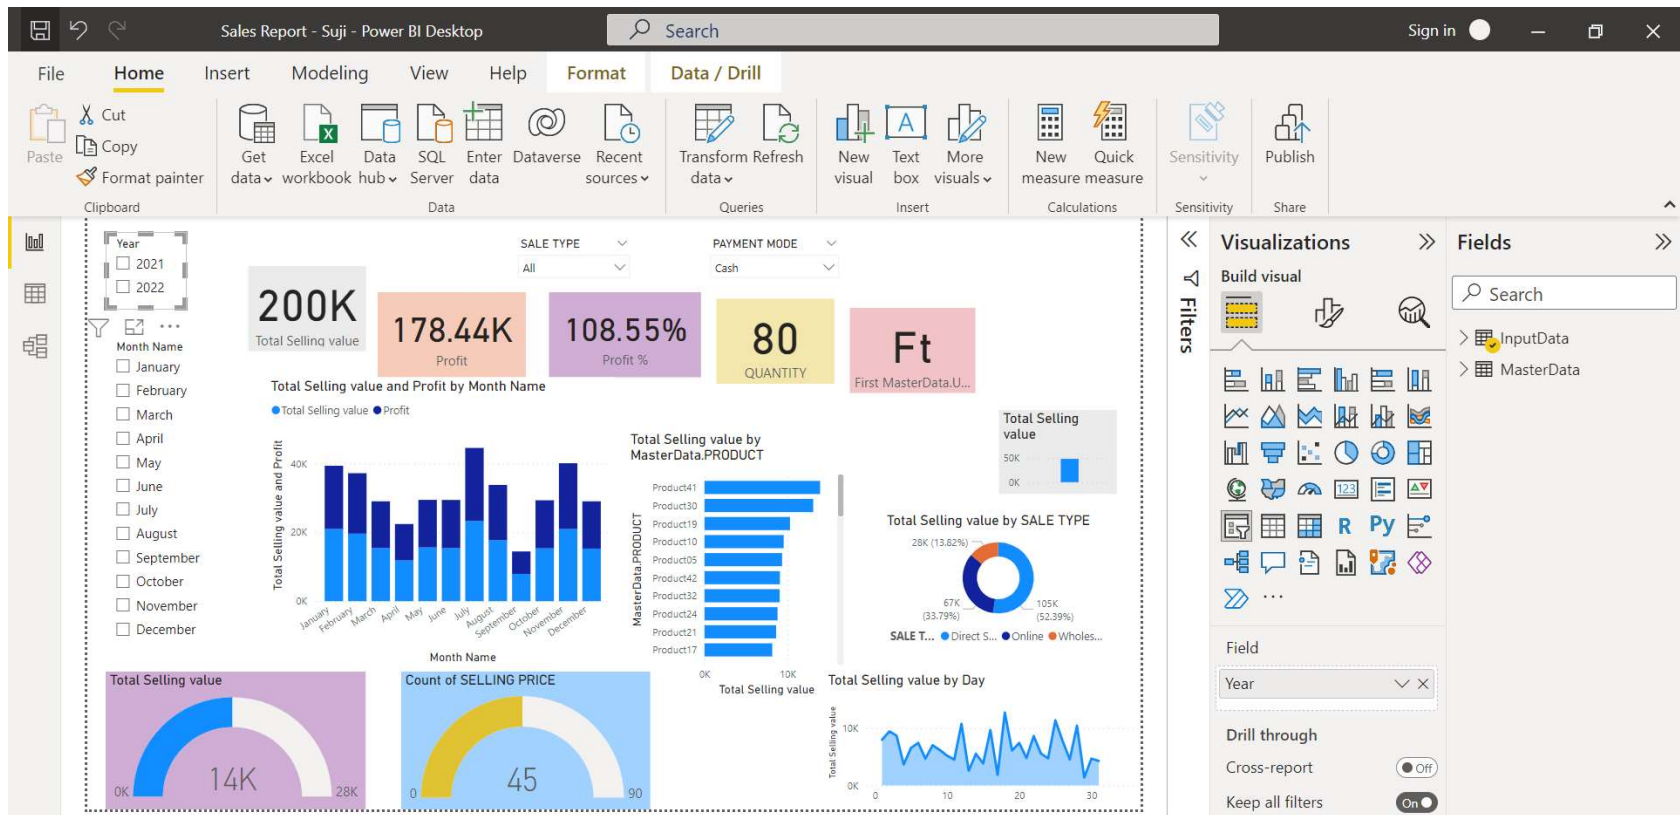 Sales Report - Suji - Power BI Desktop
Search
Sign in
File
Home
Insert
Modeling
View
Help
Format
Data / Drill
Paste
Cut
Copy
Format painter
Get data
Excel workbook
Data hub
SQL Server
Enter data
Dataverse
Recent sources
Transform data
Refresh
New visual
A
Text box
More visuals
New measure
Quick measure
Sensitivity
Publish
Clipboard
Data
Queries
Insert
Calculations
Sensitivity
Share
Year
2021
2022
SALE TYPE
All
PAYMENT MODE
Cash
200K
Total Selling value
178.44K
Profit
108.55%
Profit %
80
QUANTITY
Ft
First MasterData.U...
Month Name
January
February
March
April
May
June
July
August
September
October
November
December
Total Selling value and Profit by Month Name
Total Selling value
Profit
Total Selling value and Profit
40K
20K
0K
January
February
March
April
May
June
July
August
September
October
November
December
Month Name
Total Selling value by
MasterData.PRODUCT
MasterData.PRODUCT
Product41
Product30
Product19
Product10
Product05
Product42
Product32
Product24
Product21
Product17
0K
10K
Total Selling value
Total Selling
value
50K
0K
Total Selling value by SALE TYPE
28K (13.82%)
67K
(33.79%)
105K
(52.39%)
SALE T...
Direct S...
Online
Wholes...
Total Selling value
14K
0K
28K
Count of SELLING PRICE
45
0
90
Total Selling value by Day
Total Selling value
10K
0K
0
10
20
30
Filters
Visualizations
Build visual
123
R
Py
Field
Year
Drill through
Cross-report
Off
Keep all filters
On
Fields
Search
InputData
MasterData